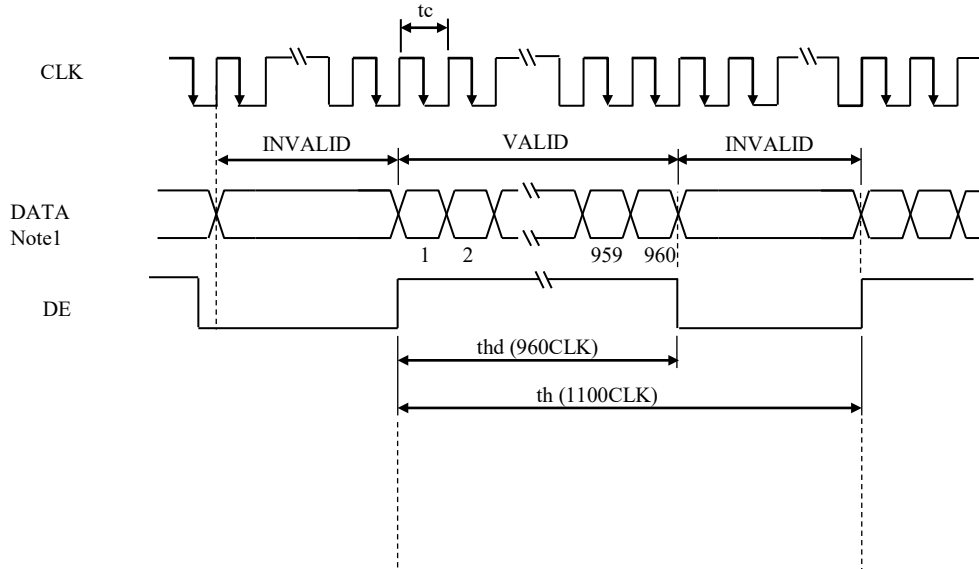 tc
CLK
INVALID
VALID
INVALID
DATA
Note1
1
2
959
960
DE
thd (960CLK)
th (1100CLK)